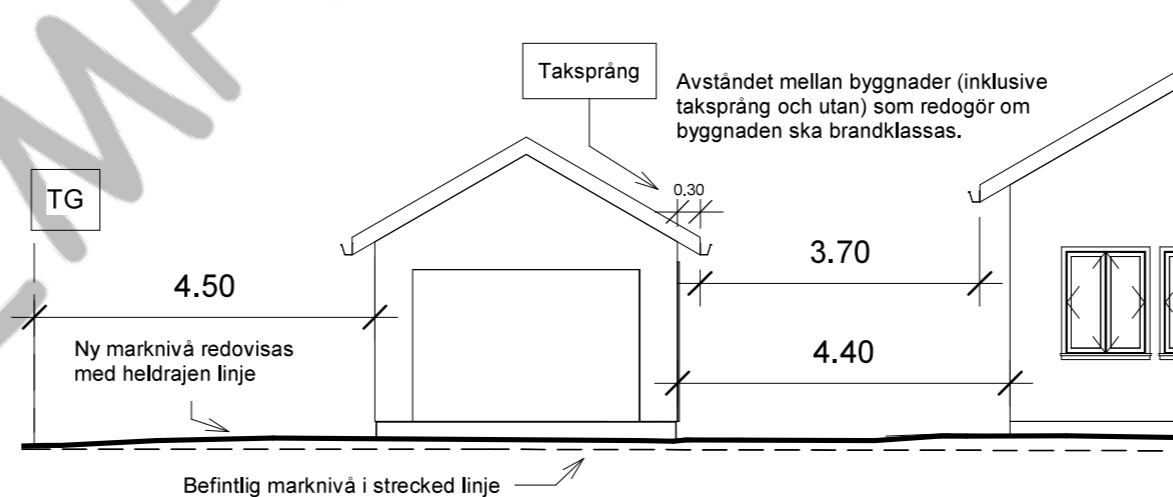 Taksprång
Avståndet mellan byggnader (inklusive
taksprång och utan) som redogör om
byggnaden ska brandklassas.
TG
0.30
3.70
4.50
4.40
Ny marknivå redovisas
med heldrajen linje
Befintlig marknivå i strecked linje